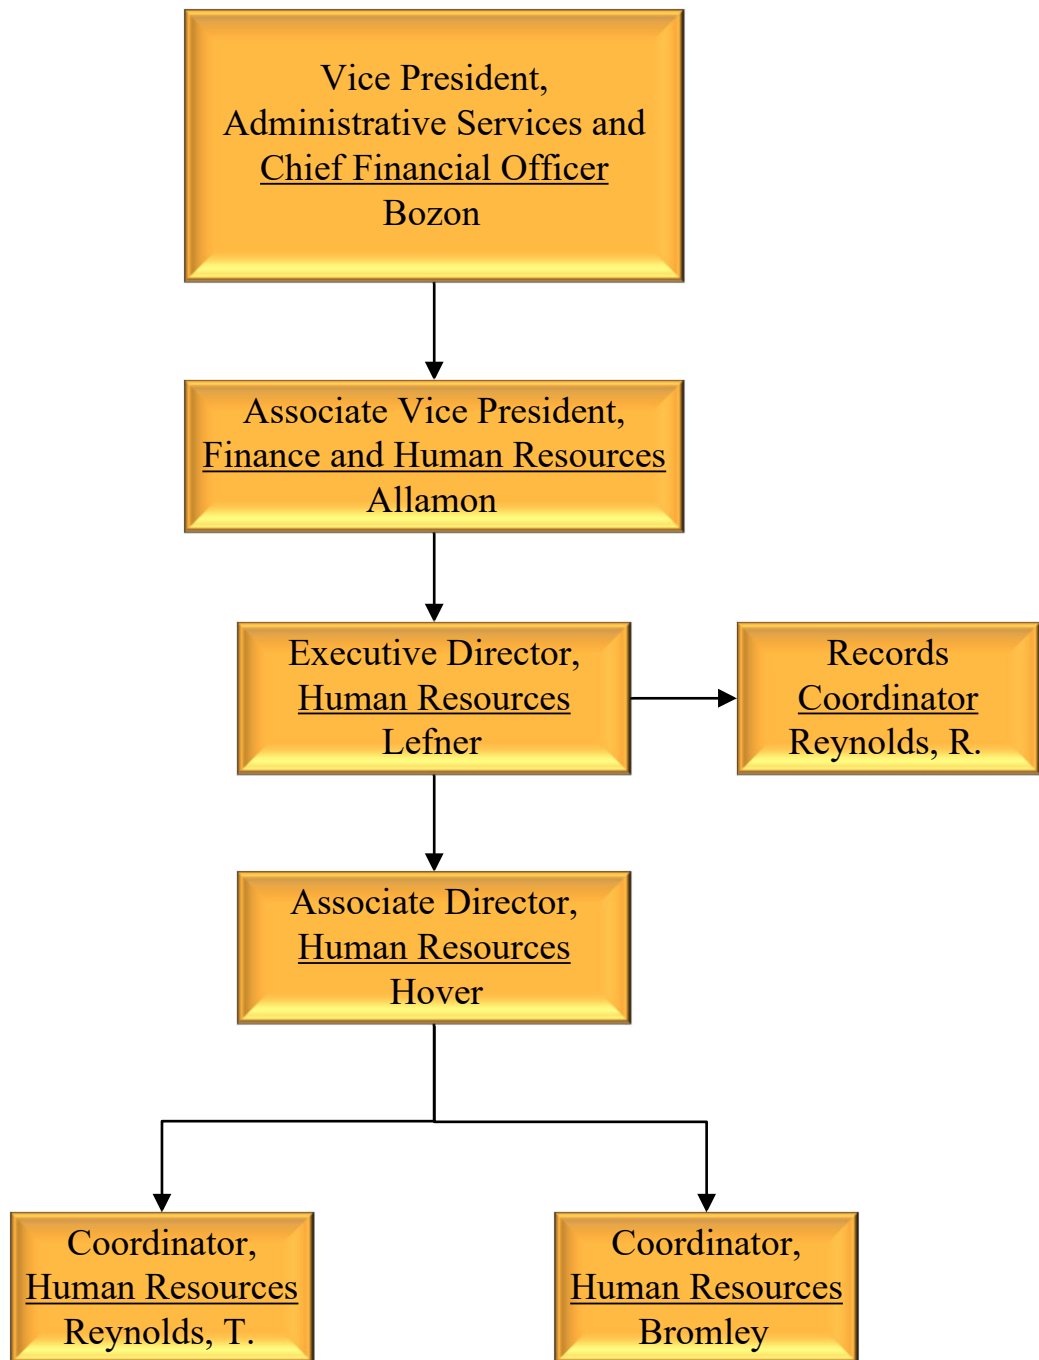 Vice President,
Administrative Services and
Chief Financial Officer
Bozon
Associate Vice President,
Finance and Human Resources
Allamon
Executive Director,
Human Resources
Lefner
Records
Coordinator
Reynolds, R.
Associate Director,
Human Resources
Hover
Coordinator,
Human Resources
Reynolds, T.
Coordinator,
Human Resources
Bromley